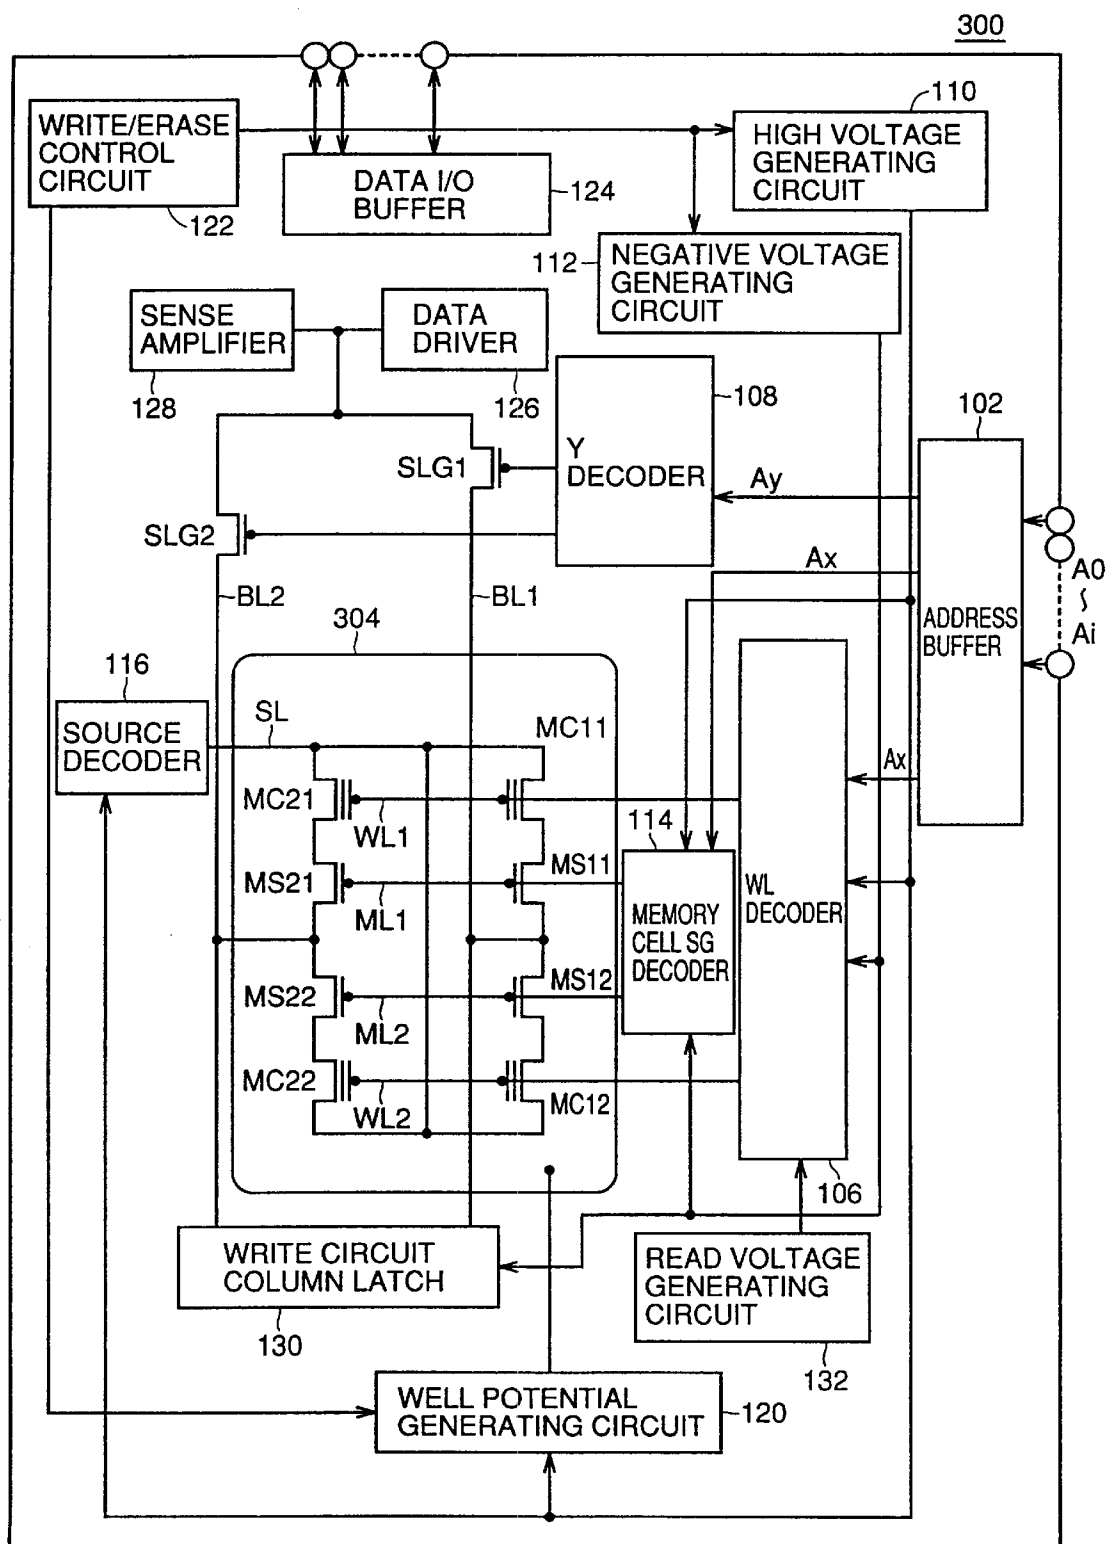 300
110
WRITE/ERASE
CONTROL
CIRCUIT
HIGH VOLTAGE
GENERATING
CIRCUIT
DATA I/O
BUFFER
124
122
112
NEGATIVE VOLTAGE
GENERATING
CIRCUIT
SENSE
AMPLIFIER
DATA
DRIVER
128
126
108
102
Y
DECODER
SLG1
Ay
SLG2
Ax
A0
~
Ai
BL2
BL1
ADDRESS
BUFFER
304
116
SOURCE
DECODER
SL
MC11
Ax
MC21
WL1
114
MS21
MS11
ML1
WL
DECODER
MEMORY
CELL SG
DECODER
MS22
MS12
ML2
MC22
WL2
MC12
106
WRITE CIRCUIT
COLUMN LATCH
READ VOLTAGE
GENERATING
CIRCUIT
130
132
WELL POTENTIAL
GENERATING CIRCUIT
120